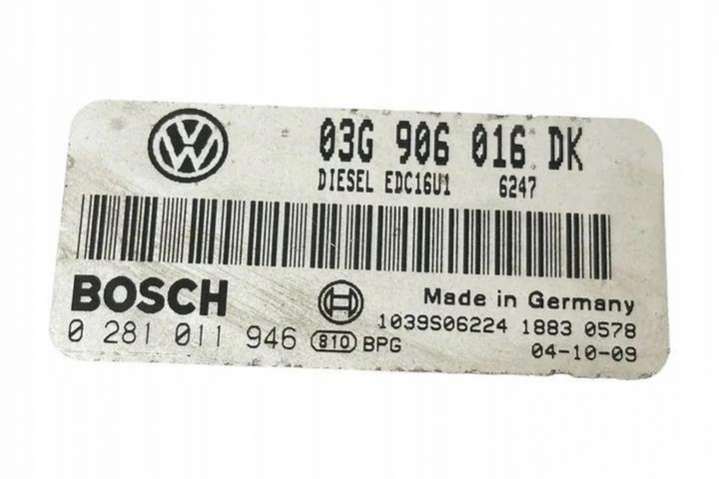 03G 906 016 DK
DIESEL EDC16U1 6247
BOSCH
Made in Germany
0 281 011 946
810 BPG
1039S06224 1883 0578
04-10-09